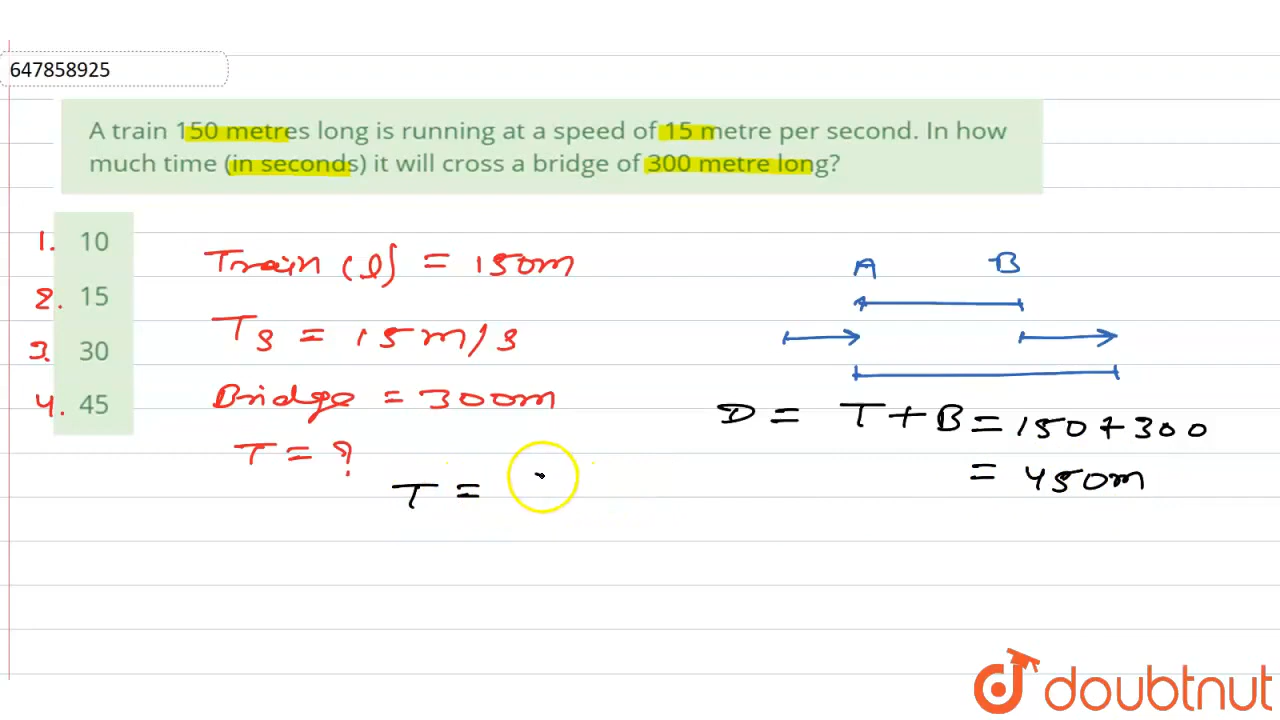 647858925
A train 150 metres long is running at a speed of 15 metre per second. In how
much time (in seconds) it will cross a bridge of 300 metre long?
1. 10
2. 15
3. 30
4. 45
Train (l) = 150m
TS = 15m/s
Bridge = 300m
T = ?
T =
A B
D = T + B = 150 + 300
= 450m
doubtnut